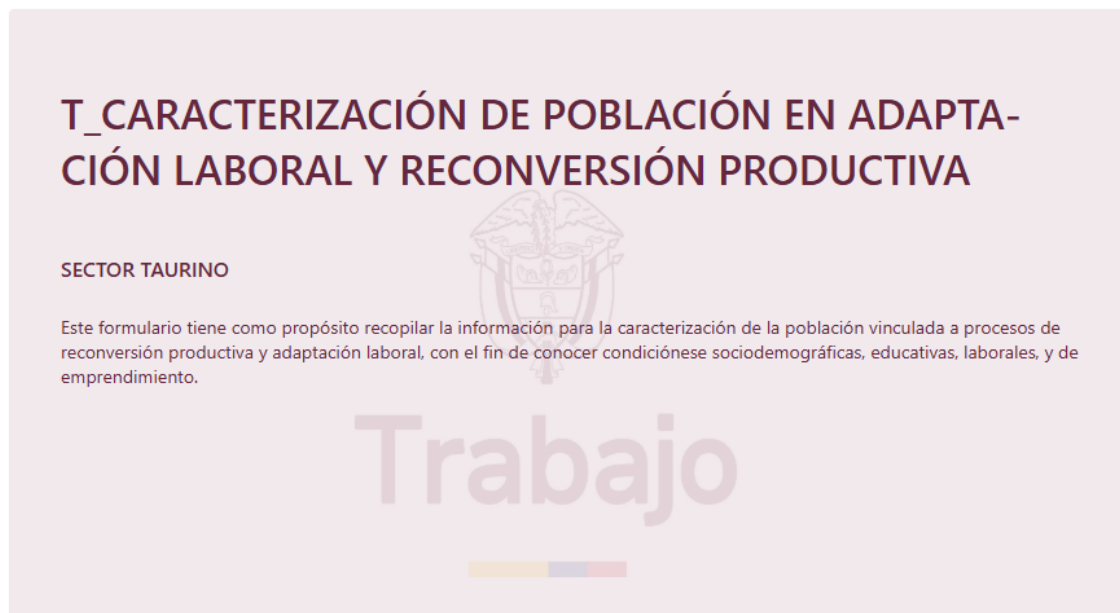 T_CARACTERIZACIÓN DE POBLACIÓN EN ADAPTA-
CIÓN LABORAL Y RECONVERSIÓN PRODUCTIVA
SECTOR TAURINO
Este formulario tiene como propósito recopilar la información para la caracterización de la población vinculada a procesos de
reconversión productiva y adaptación laboral, con el fin de conocer condiciónese sociodemográficas, educativas, laborales, y de
emprendimiento.
Trabajo